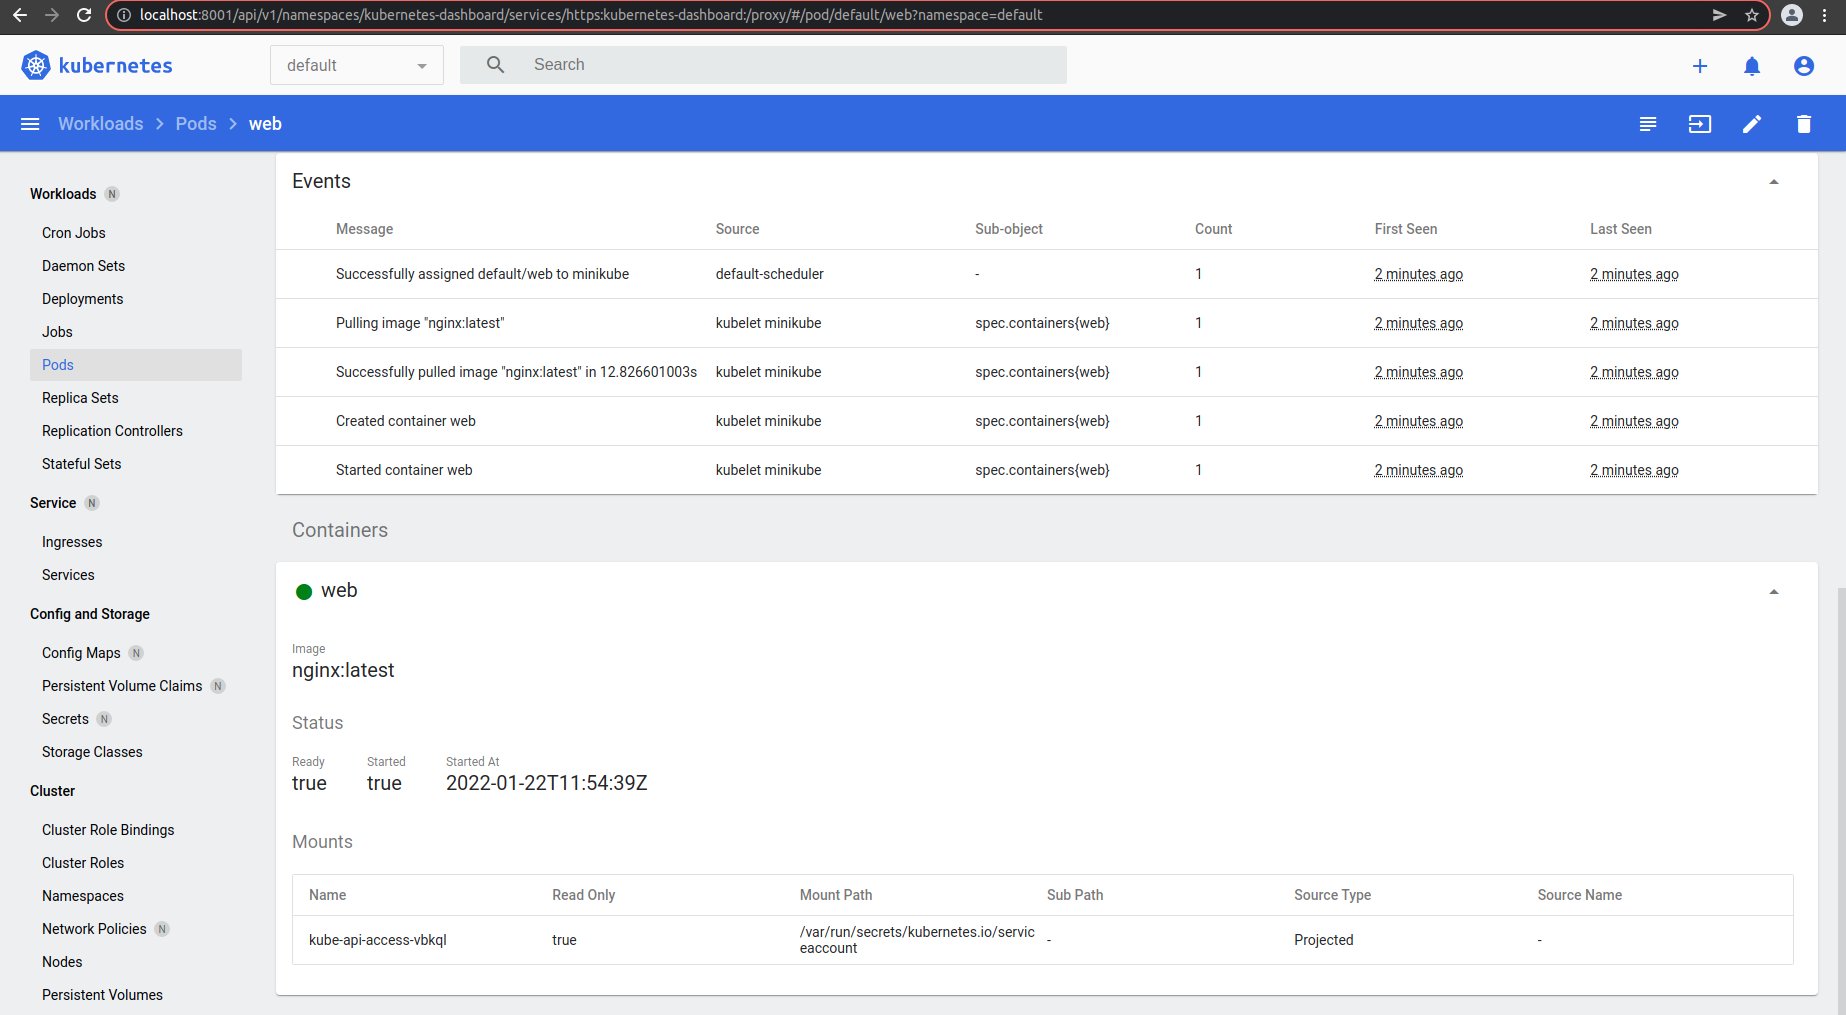 localhost:8001/api/v1/namespaces/kubernetes-dashboard/services/https:kubernetes-dashboard:/proxy/#/pod/default/web?namespace=default
kubernetes
default
Search
Workloads > Pods > web
Workloads N
Cron Jobs
Daemon Sets
Deployments
Jobs
Pods
Replica Sets
Replication Controllers
Stateful Sets
Service N
Ingresses
Services
Config and Storage
Config Maps N
Persistent Volume Claims N
Secrets N
Storage Classes
Cluster
Cluster Role Bindings
Cluster Roles
Namespaces
Network Policies N
Nodes
Persistent Volumes
Events
Message Source Sub-object Count First Seen Last Seen
Successfully assigned default/web to minikube default-scheduler - 1 2 minutes ago 2 minutes ago
Pulling image "nginx:latest" kubelet minikube spec.containers{web} 1 2 minutes ago 2 minutes ago
Successfully pulled image "nginx:latest" in 12.826601003s kubelet minikube spec.containers{web} 1 2 minutes ago 2 minutes ago
Created container web kubelet minikube spec.containers{web} 1 2 minutes ago 2 minutes ago
Started container web kubelet minikube spec.containers{web} 1 2 minutes ago 2 minutes ago
Containers
web
Image
nginx:latest
Status
Ready Started Started At
true true 2022-01-22T11:54:39Z
Mounts
Name Read Only Mount Path Sub Path Source Type Source Name
kube-api-access-vbkql true /var/run/secrets/kubernetes.io/servic - Projected -
eaccount